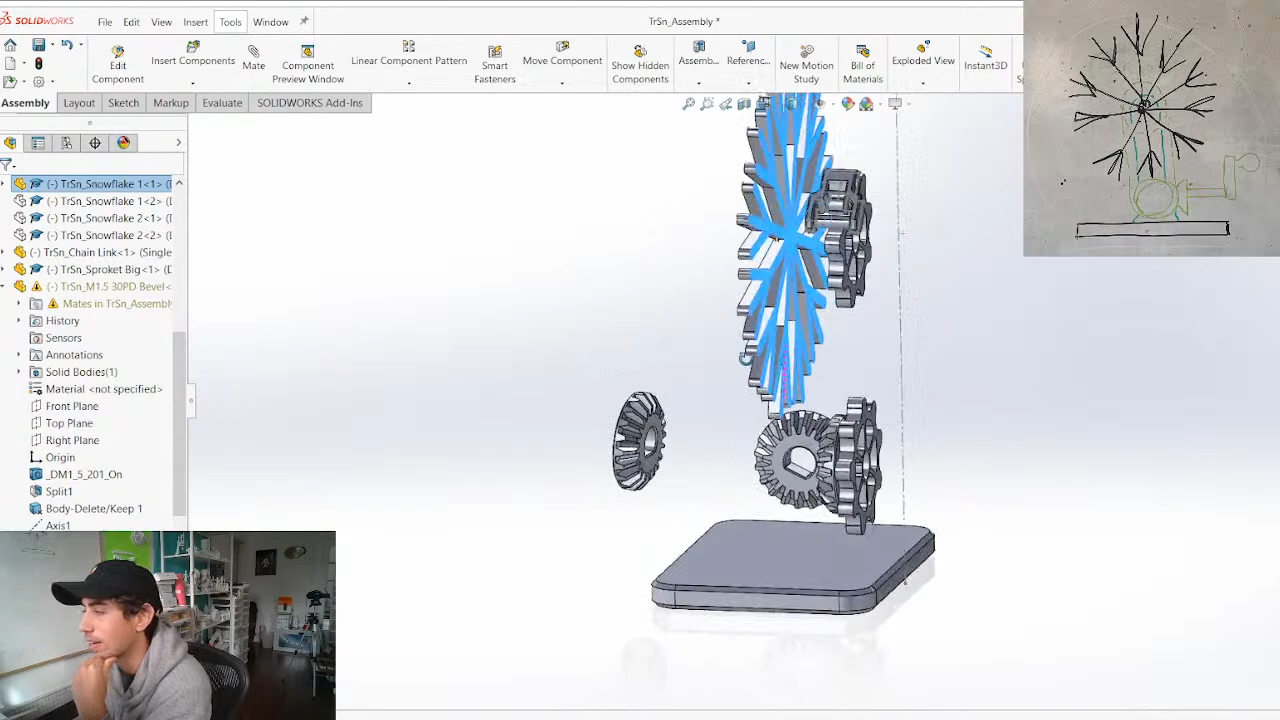 SOLIDWORKS File Edit View Insert Tools Window TrSn_Assembly *
Edit Component
Insert Components
Mate
Component Preview Window
Linear Component Pattern
Smart Fasteners
Move Component
Show Hidden Components
Assemb...
Referenc...
New Motion Study
Bill of Materials
Exploded View
Instant3D
Assembly Layout Sketch Markup Evaluate SOLIDWORKS Add-Ins
(-) TrSn_Snowflake 1<1> (D
(-) TrSn_Snowflake 1<2> (D
(-) TrSn_Snowflake 2<1> (D
(-) TrSn_Snowflake 2<2> (D
(-) TrSn_Chain Link<1> (Single
(-) TrSn_Sproket Big<1> (D
(-) TrSn_M1.5 30PD Bevel<
Mates in TrSn_Assembly
History
Sensors
Annotations
Solid Bodies(1)
Material <not specified>
Front Plane
Top Plane
Right Plane
Origin
_DM1_5_201_On
Split1
Body-Delete/Keep 1
Axis1